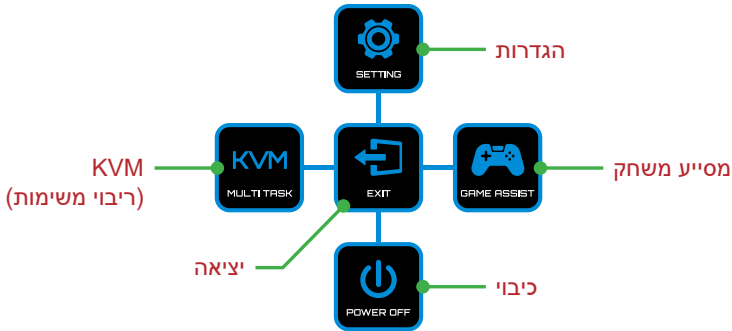 SETTING
הגדרות
KVM
MULTI TASK
KVM
(ריבוי משימות)
EXIT
יציאה
GAME ASSIST
מסייע משחק
POWER OFF
כיבוי